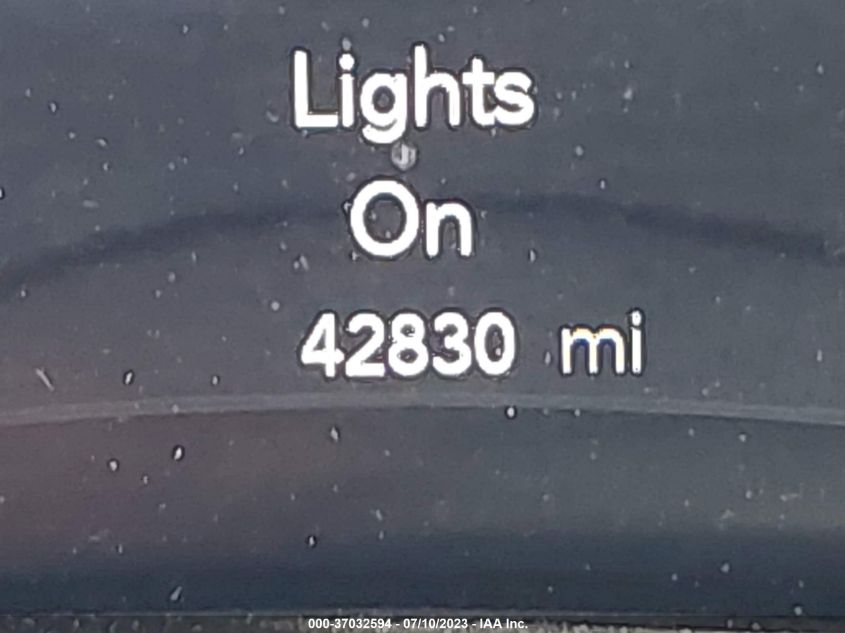 Lights
On
42830 mi
000-37032594 - 07/10/2023 - IAA Inc.